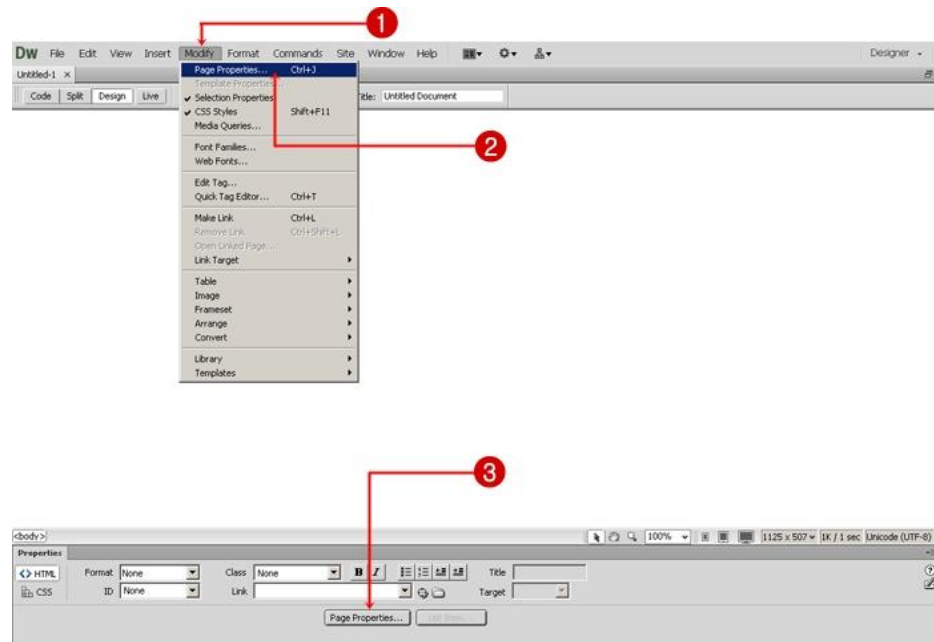 1
DW File Edit View Insert Modify Format Commands Site Window Help Designer
Untitled-1 ×
Page Properties... Ctrl+J
Template Properties...
Code Split Design Live
✓ Selection Properties
Title: Untitled Document
✓ CSS Styles Shift+F11
Media Queries...
2
Font Families...
Web Fonts...
Edit Tag...
Quick Tag Editor... Ctrl+T
Make Link Ctrl+L
Remove Link Ctrl+Shift+L
Open Linked Page...
Link Target
Table
Image
Frameset
Arrange
Convert
Library
Templates
3
<body> 100% 1125 x 507 1K / 1 sec Unicode (UTF-8)
Properties
<> HTML Format None Class None B I Title
CSS ID None Link Target
Page Properties... List Item...